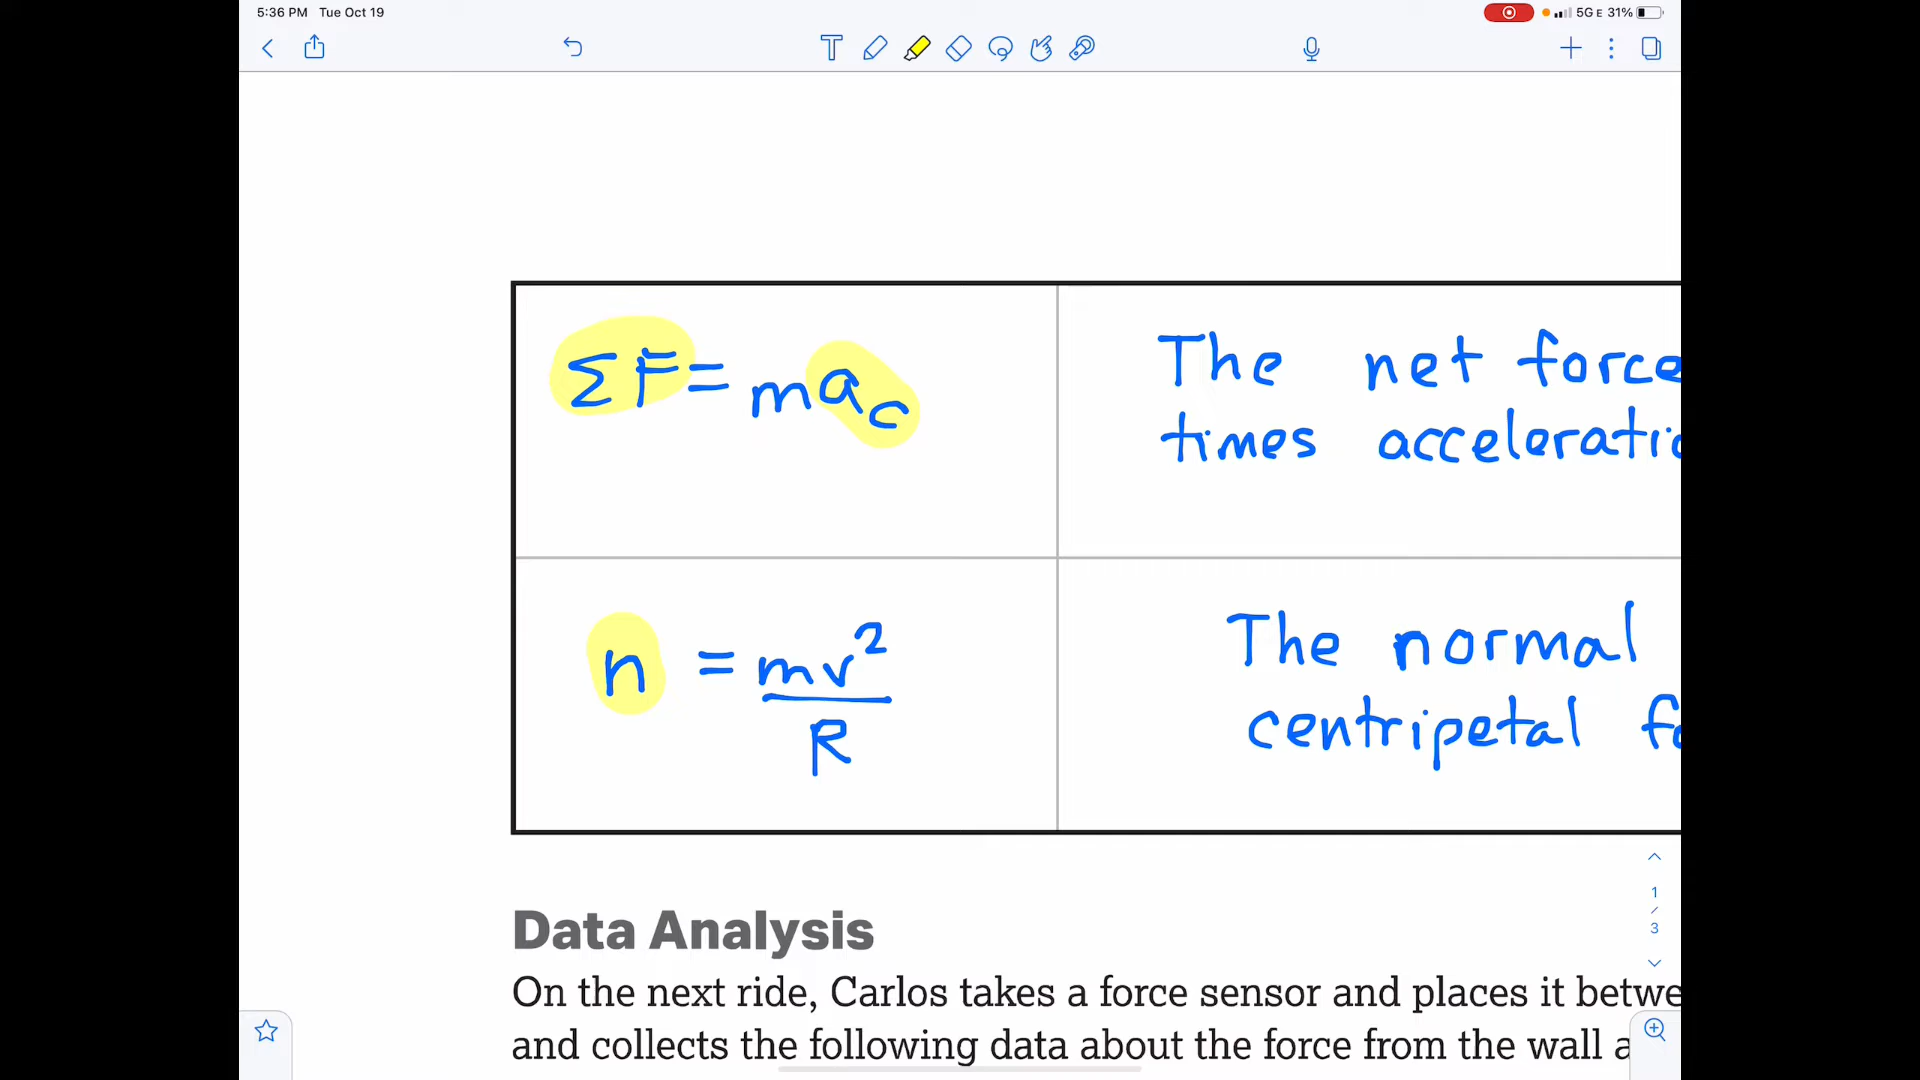 5:36 PM Tue Oct 19
5G E 31%
ΣF = ma_c
The net force
times acceleratio
n = mv²/R
The normal
centripetal fo
1
/
3
Data Analysis
On the next ride, Carlos takes a force sensor and places it betwe
and collects the following data about the force from the wall a